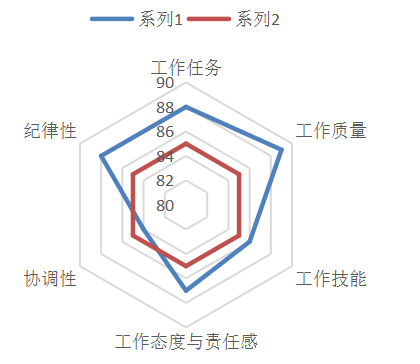 系列1 系列2
工作任务
90
88
纪律性 工作质量
86
84
82
80
协调性 工作技能
工作态度与责任感